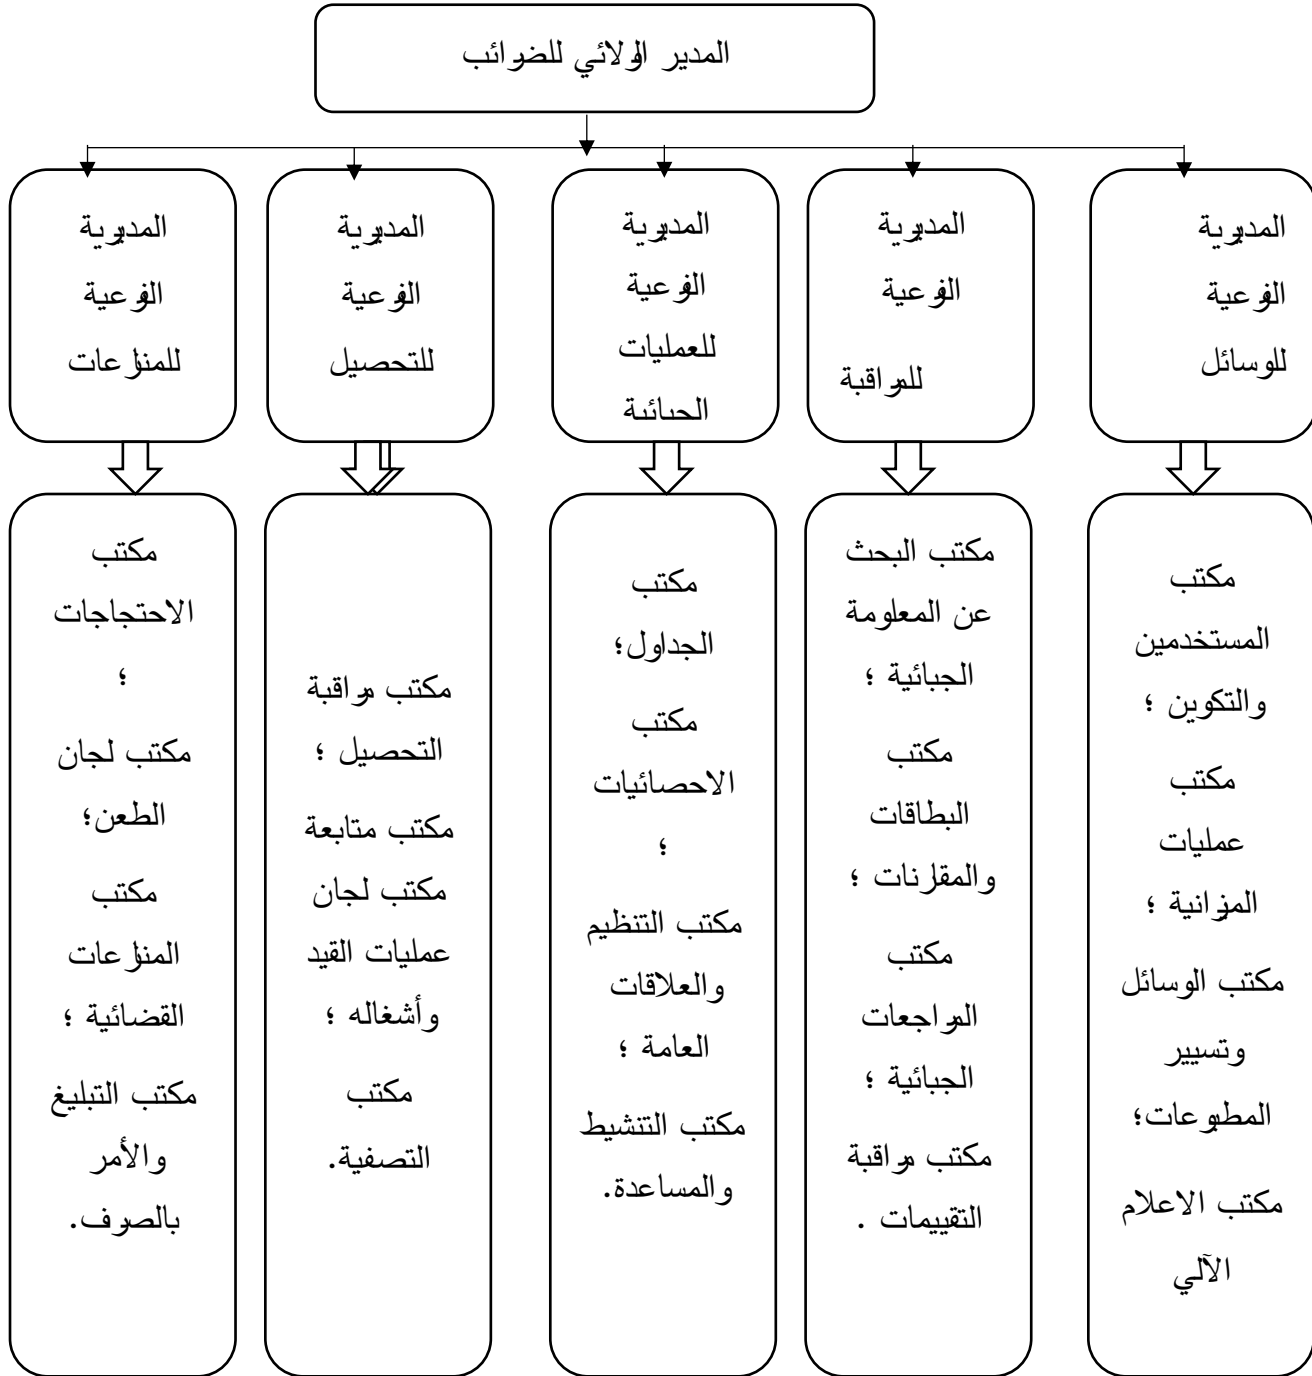 المدير الولائي للضرائب
المديرية
الفرعية
للوسائل
المديرية
الفرعية
للمراقبة
المديرية
الفرعية
للعمليات
الجبائية
المديرية
الفرعية
للتحصيل
المديرية
الفرعية
للمنزعات
مكتب
المستخدمين
والتكوين ؛
مكتب
عمليات
الميزانية ؛
مكتب الوسائل
وتسيير
المطبوعات؛
مكتب الاعلام
الآلي
مكتب البحث
عن المعلومة
الجبائية ؛
مكتب
البطاقات
والمقارنات ؛
مكتب
المراجعات
الجبائية ؛
مكتب مراقبة
التقييمات .
مكتب
الجداول؛
مكتب
الاحصائيات
؛
مكتب التنظيم
والعلاقات
العامة ؛
مكتب التنشيط
والمساعدة.
مكتب مراقبة
التحصيل ؛
مكتب متابعة
مكتب لجان
عمليات القيد
وأشغاله ؛
مكتب
التصفية.
مكتب
الاحتجاجات
؛
مكتب لجان
الطعن؛
مكتب
المنزعات
القضائية ؛
مكتب التبليغ
والأمر
بالصرف.